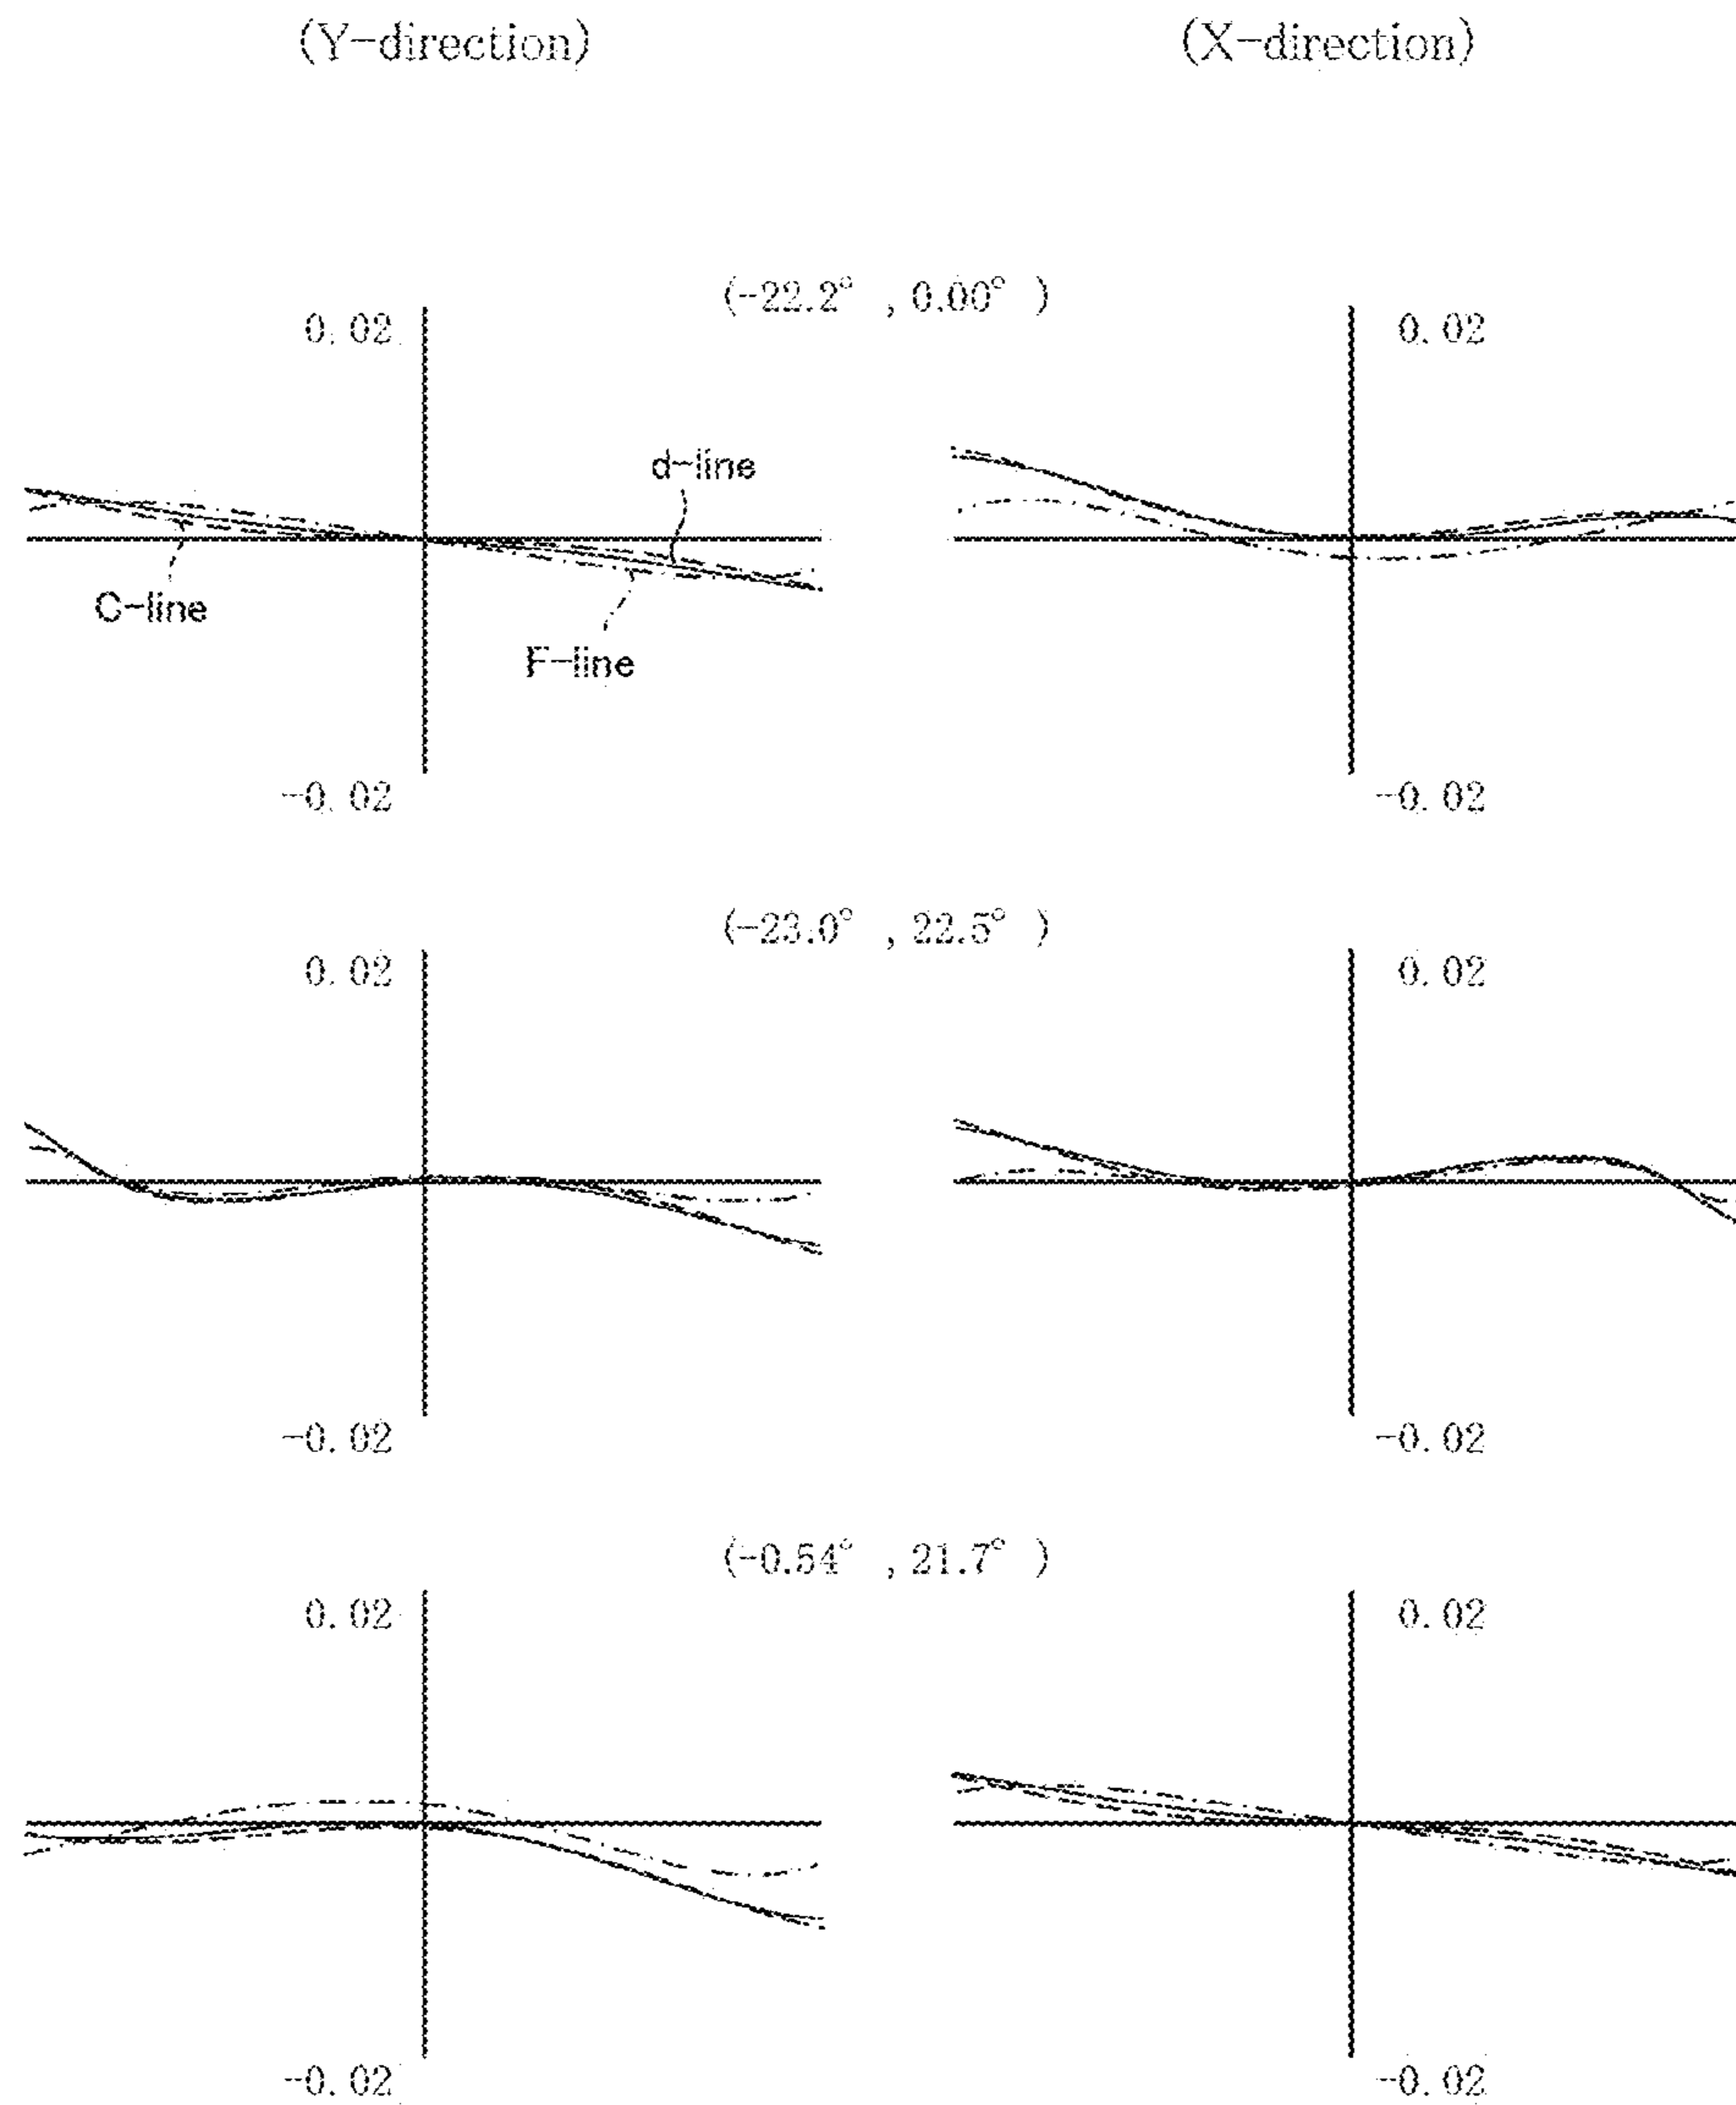 (Y-direction) (X-direction)
(-22.2° , 0.00° )
0.02 0.02
d-line
C-line
F-line
-0.02 -0.02
(-23.0° , 22.5° )
0.02 0.02
-0.02 -0.02
(-0.54° , 21.7° )
0.02 0.02
-0.02 -0.02